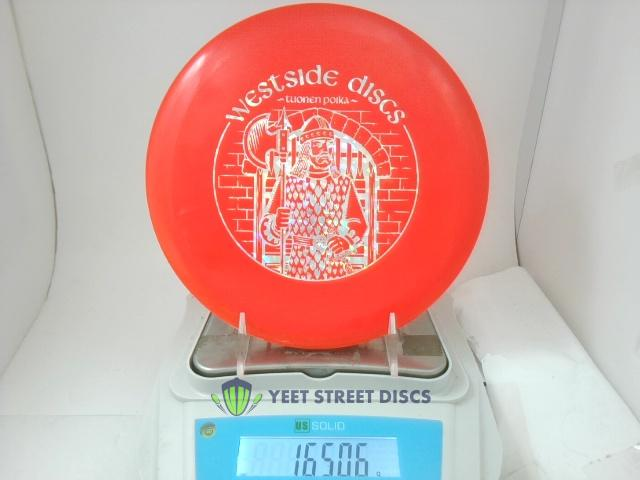 westside discs
-tuonen poika-
YEET STREET DISCS
US SOLID
165.06 g